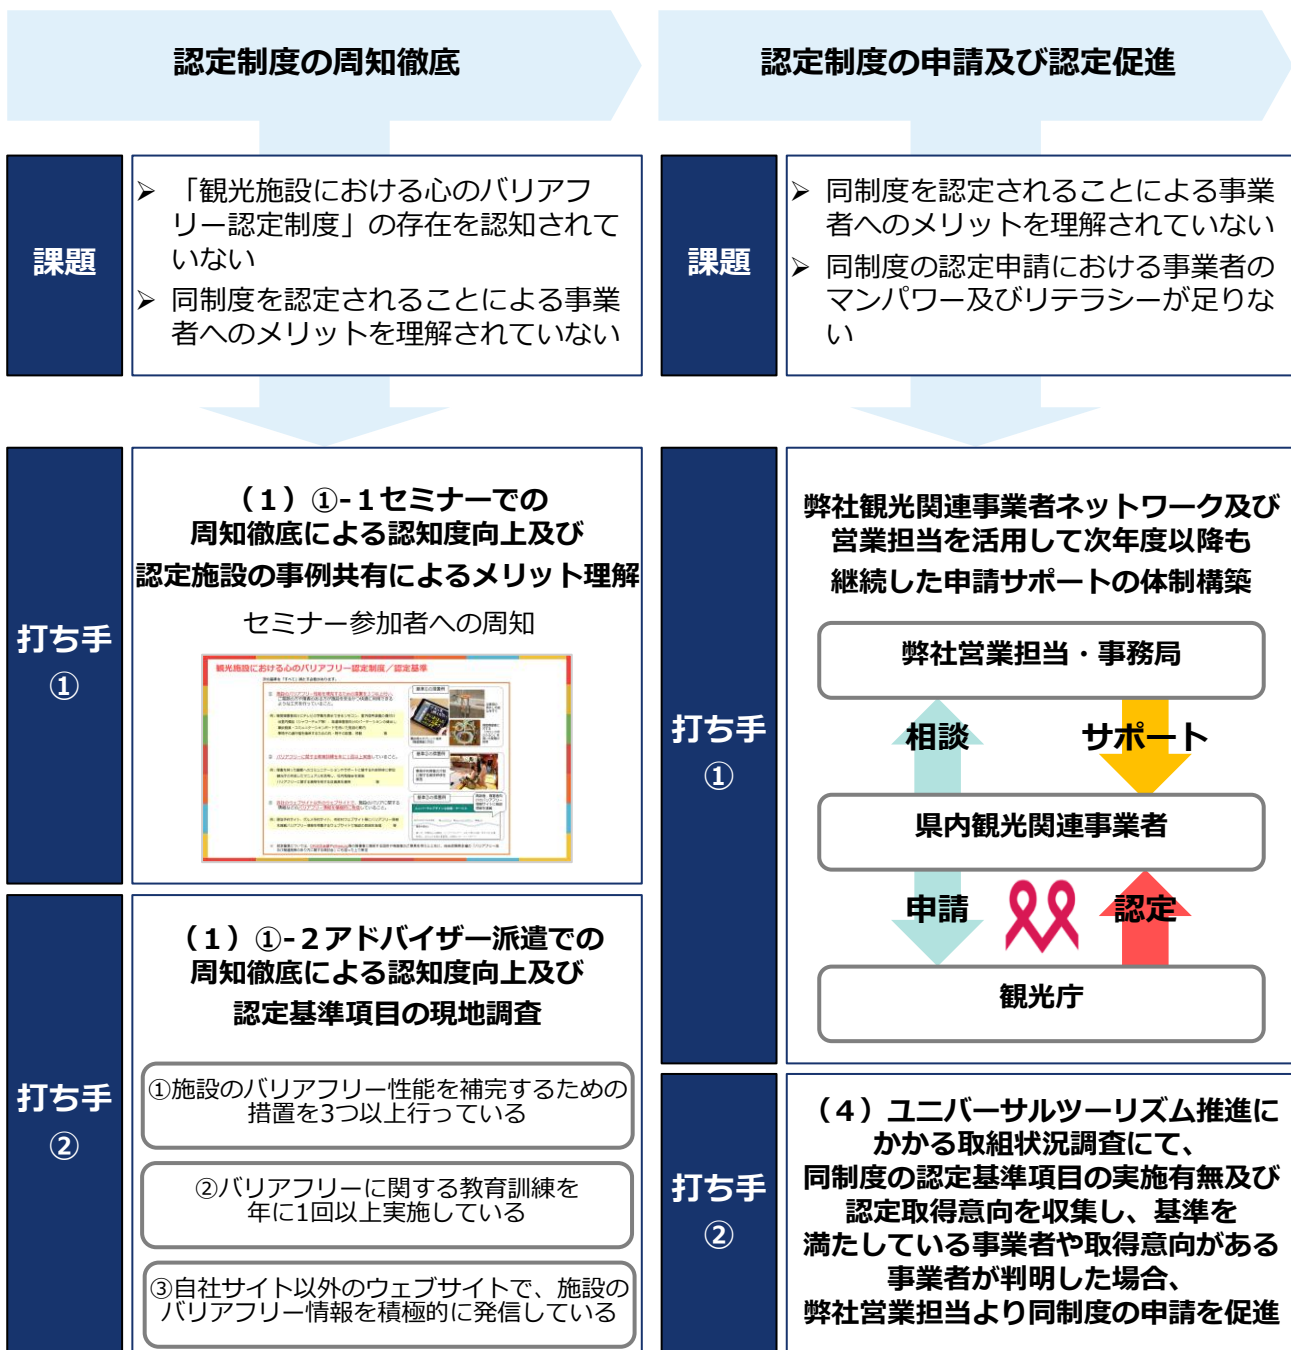 認定制度の周知徹底
課題
➢ 「観光施設における心のバリアフ
リー認定制度」の存在を認知されて
いない
➢ 同制度を認定されることによる事業
者へのメリットを理解されていない
打ち手
①
（１）①-１セミナーでの
周知徹底による認知度向上及び
認定施設の事例共有によるメリット理解
セミナー参加者への周知
観光施設における心のバリアフリー認定制度／認定基準
打ち手
②
（１）①-２アドバイザー派遣での
周知徹底による認知度向上及び
認定基準項目の現地調査
①施設のバリアフリー性能を補完するための
措置を3つ以上行っている
②バリアフリーに関する教育訓練を
年に1回以上実施している
③自社サイト以外のウェブサイトで、施設の
バリアフリー情報を積極的に発信している
認定制度の申請及び認定促進
課題
➢ 同制度を認定されることによる事業
者へのメリットを理解されていない
➢ 同制度の認定申請における事業者の
マンパワー及びリテラシーが足りな
い
打ち手
①
弊社観光関連事業者ネットワーク及び
営業担当を活用して次年度以降も
継続した申請サポートの体制構築
弊社営業担当・事務局
相談 サポート
県内観光関連事業者
申請 認定
観光庁
打ち手
②
（４）ユニバーサルツーリズム推進に
かかる取組状況調査にて、
同制度の認定基準項目の実施有無及び
認定取得意向を収集し、基準を
満たしている事業者や取得意向がある
事業者が判明した場合、
弊社営業担当より同制度の申請を促進